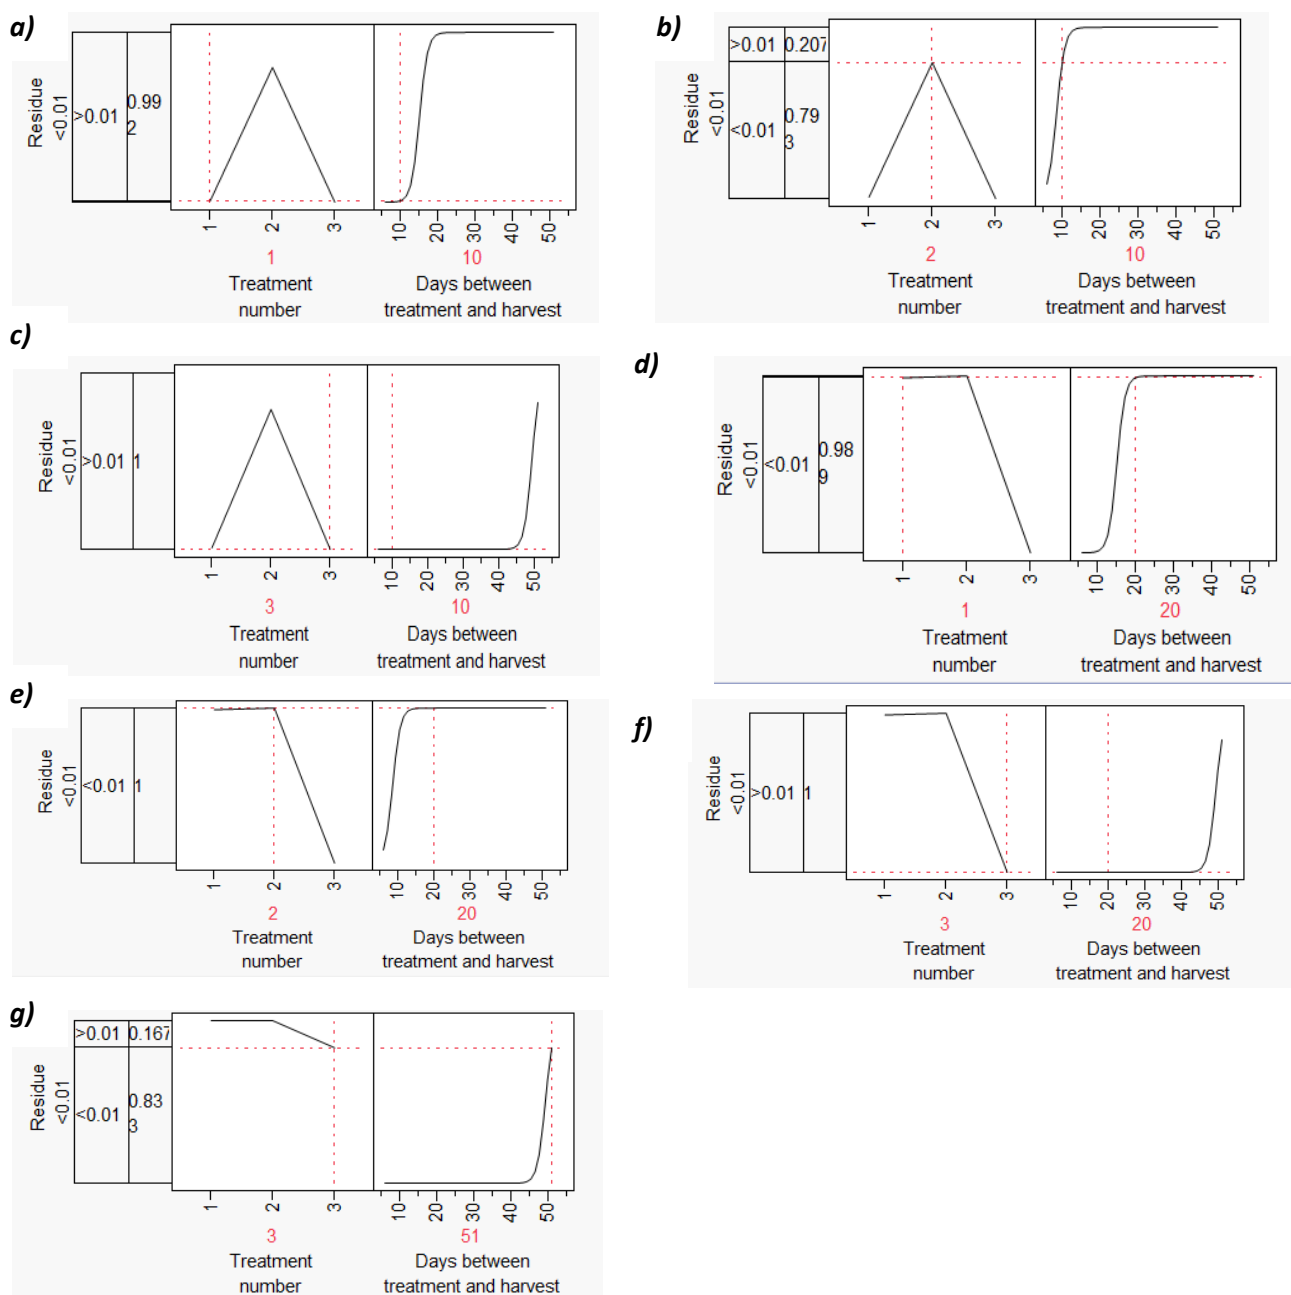 a)
Residue
<0.01
>0.01
0.99
2
1
2
3
1
Treatment
number
10
20
30
40
50
10
Days between
treatment and harvest
b)
Residue
<0.01
>0.01
0.207
<0.01
0.79
3
1
2
3
2
Treatment
number
10
20
30
40
50
10
Days between
treatment and harvest
c)
Residue
<0.01
>0.01
1
1
2
3
3
Treatment
number
10
20
30
40
50
10
Days between
treatment and harvest
d)
Residue
<0.01
<0.01
0.98
9
1
2
3
1
Treatment
number
10
20
30
40
50
20
Days between
treatment and harvest
e)
Residue
<0.01
<0.01
1
1
2
3
2
Treatment
number
10
20
30
40
50
20
Days between
treatment and harvest
f)
Residue
<0.01
>0.01
1
1
2
3
3
Treatment
number
10
20
30
40
50
20
Days between
treatment and harvest
g)
Residue
<0.01
>0.01
0.167
<0.01
0.83
3
1
2
3
3
Treatment
number
10
20
30
40
50
51
Days between
treatment and harvest